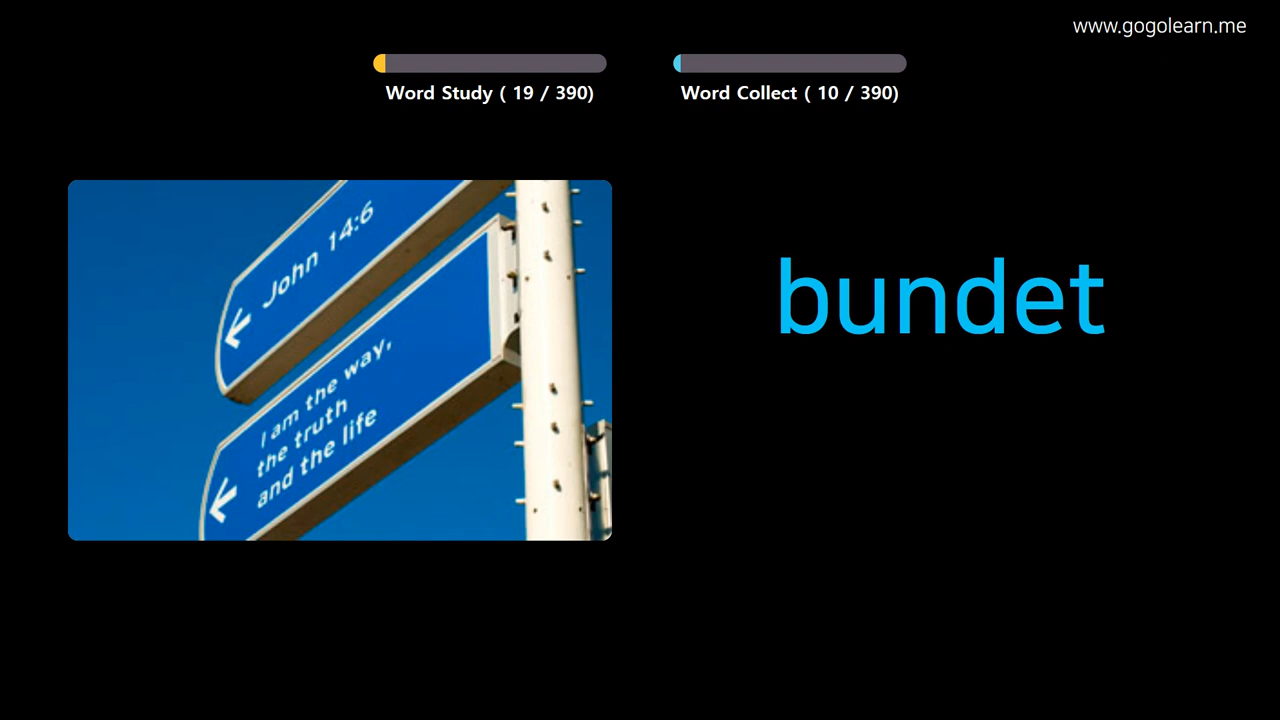 www.gogolearn.me
Word Study ( 19 / 390)
Word Collect ( 10 / 390)
John 14:6
I am the way,
the truth
and the life
bundet